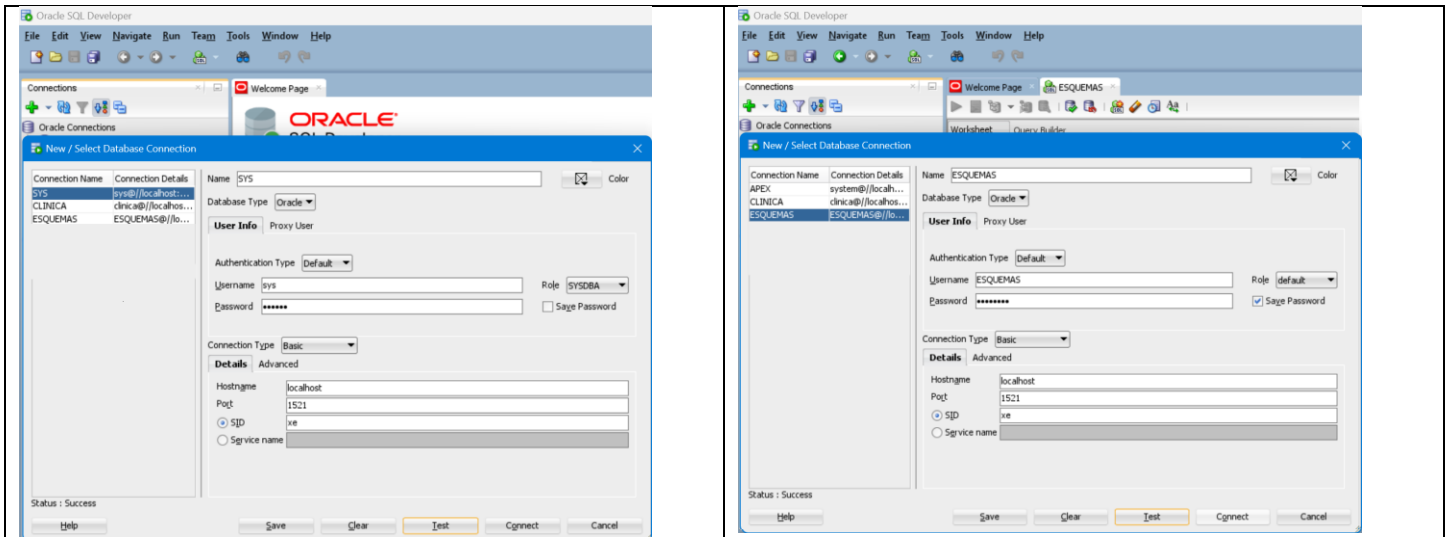 Oracle SQL Developer
File Edit View Navigate Run Team Tools Window Help
Connections
Welcome Page
Oracle Connections
ORACLE
New / Select Database Connection
Connection Name Connection Details
SYS sys@//localhost:...
CLINICA clinica@//localhos...
ESQUEMAS ESQUEMAS@//lo...
Name SYS
Color
Database Type Oracle
User Info Proxy User
Authentication Type Default
Username sys
Role SYSDBA
Password ••••••
Save Password
Connection Type Basic
Details Advanced
Hostname localhost
Port 1521
SID xe
Service name
Status : Success
Help Save Clear Test Connect Cancel
Oracle SQL Developer
File Edit View Navigate Run Team Tools Window Help
Connections
Welcome Page ESQUEMAS
Oracle Connections
Worksheet Query Builder
New / Select Database Connection
Connection Name Connection Details
APEX system@//localh...
CLINICA clinica@//localhos...
ESQUEMAS ESQUEMAS@//lo...
Name ESQUEMAS
Color
Database Type Oracle
User Info Proxy User
Authentication Type Default
Username ESQUEMAS
Role default
Password ••••••••
Save Password
Connection Type Basic
Details Advanced
Hostname localhost
Port 1521
SID xe
Service name
Status : Success
Help Save Clear Test Connect Cancel